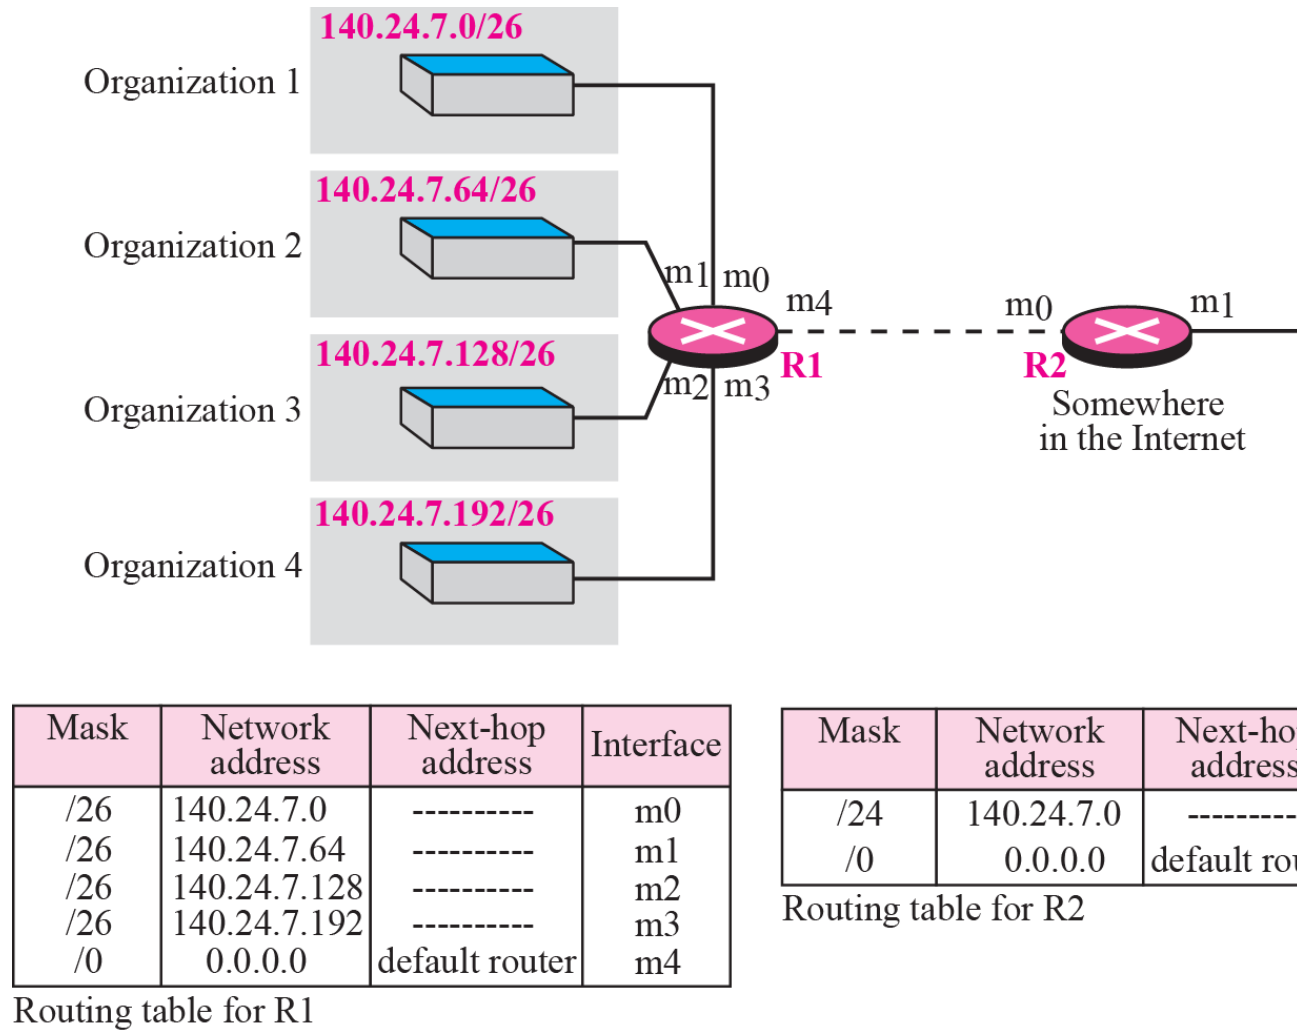 140.24.7.0/26
Organization 1
140.24.7.64/26
Organization 2
m1 m0
m4
m0
m1
140.24.7.128/26
R1
R2
m2 m3
Organization 3
Somewhere
in the Internet
140.24.7.192/26
Organization 4
Mask Network address Next-hop address Interface
/26 140.24.7.0 ---------- m0
/26 140.24.7.64 ---------- m1
/26 140.24.7.128 ---------- m2
/26 140.24.7.192 ---------- m3
/0 0.0.0.0 default router m4
Routing table for R1
Mask Network address address
/24 140.24.7.0 ---------
/0 0.0.0.0 default
Routing table for R2